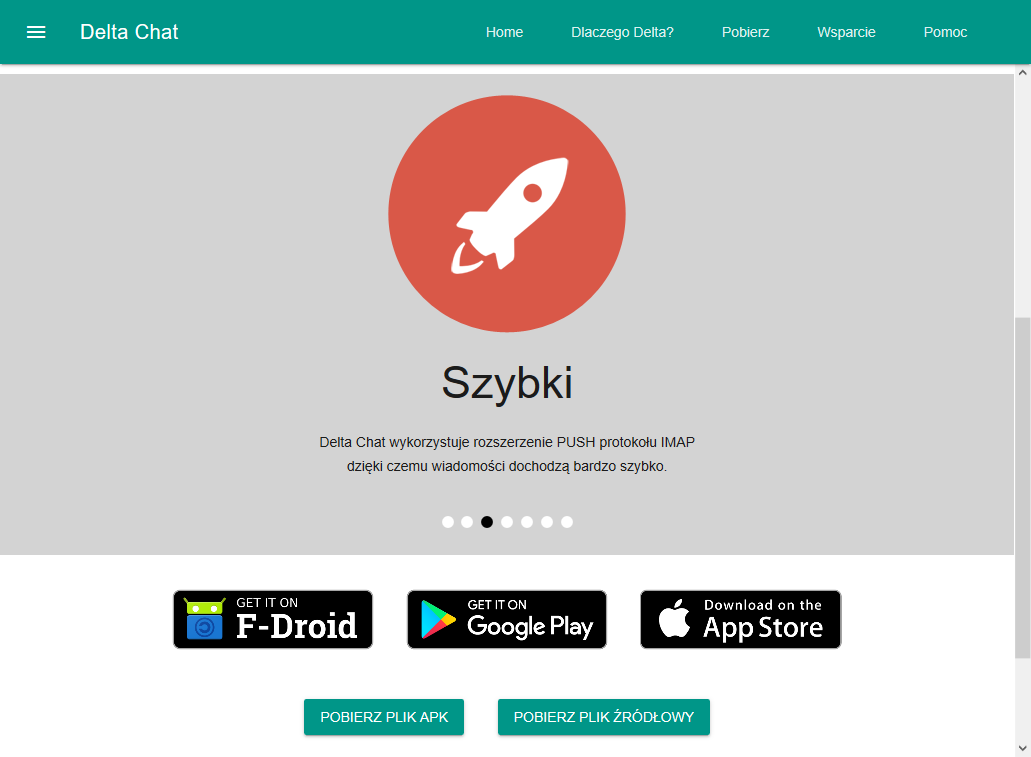 Delta Chat
Home
Dlaczego Delta?
Pobierz
Wsparcie
Pomoc
Szybki
Delta Chat wykorzystuje rozszerzenie PUSH protokołu IMAP
dzięki czemu wiadomości dochodzą bardzo szybko.
GET IT ON
F-Droid
GET IT ON
Google Play
Download on the
App Store
POBIERZ PLIK APK
POBIERZ PLIK ŹRÓDŁOWY